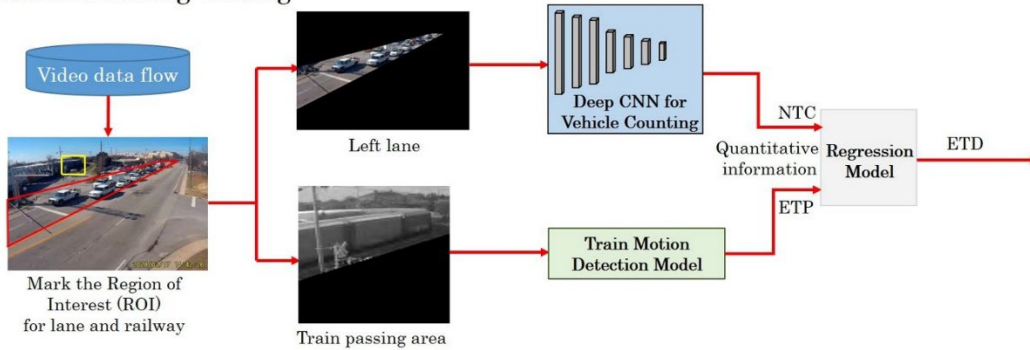 Video data flow
Mark the Region of
Interest (ROI)
for lane and railway
Left lane
Train passing area
Deep CNN for
Vehicle Counting
Train Motion
Detection Model
NTC
Quantitative
information
ETP
Regression
Model
ETD